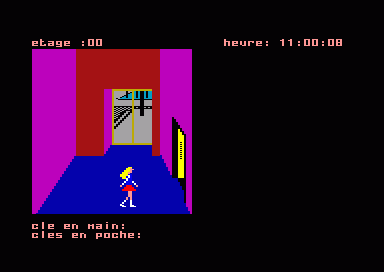 etage :00
heure: 11:00:08
cle en main:
cles en poche: